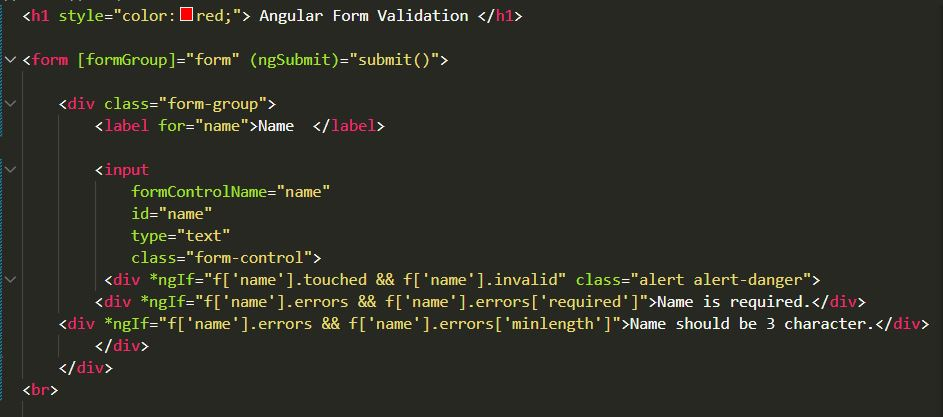 <h1 style="color:red;"> Angular Form Validation </h1>
<form [formGroup]="form" (ngSubmit)="submit()">
<div class="form-group">
<label for="name">Name  </label>
<input
formControlName="name"
id="name"
type="text"
class="form-control">
<div *ngIf="f['name'].touched && f['name'].invalid" class="alert alert-danger">
<div *ngIf="f['name'].errors && f['name'].errors['required']">Name is required.</div>
<div *ngIf="f['name'].errors && f['name'].errors['minlength']">Name should be 3 character.</div>
</div>
</div>
<br>